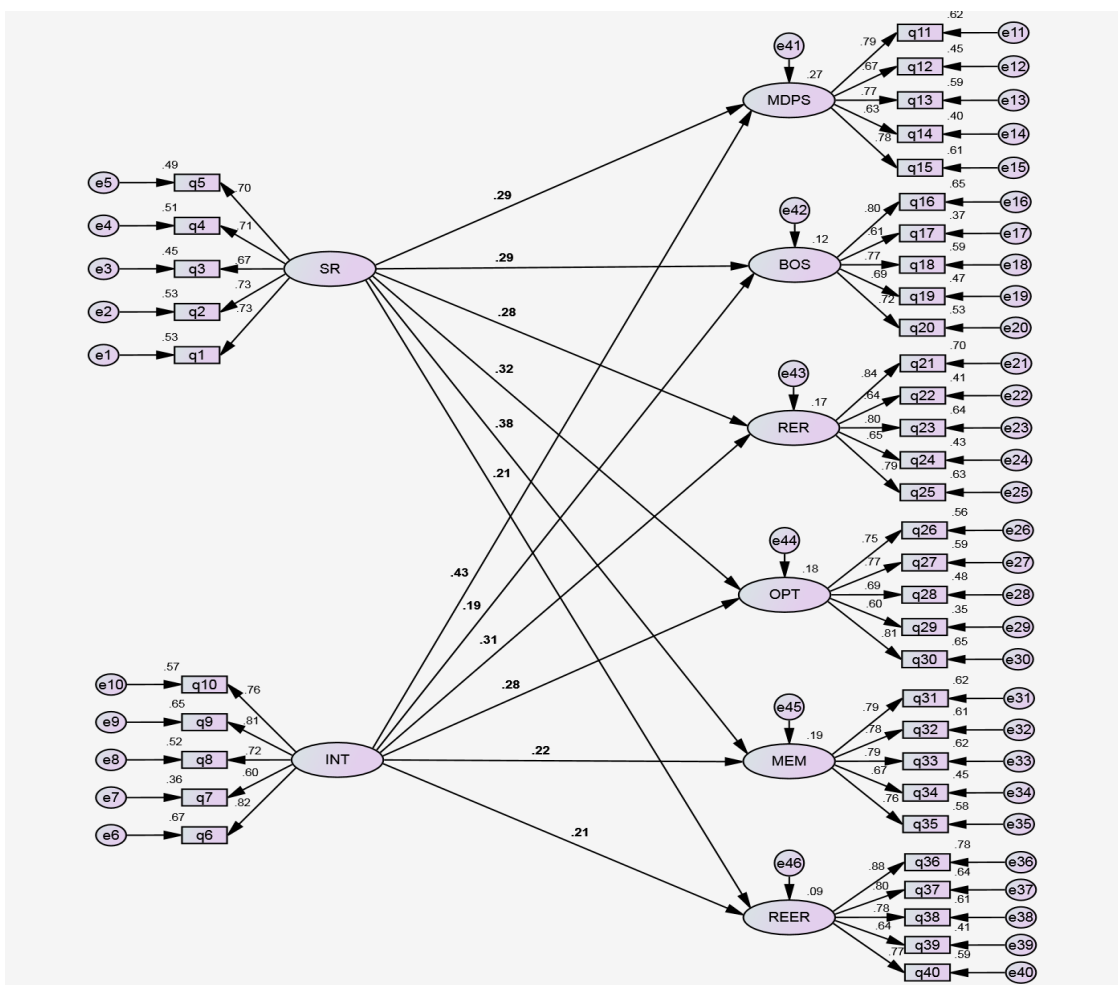 .62
e41 .79 q11 e11
.45
.27 .67 q12 e12
.59
MDPS .77 q13 e13
.63 .40
q14 e14
.78 .61
q15 e15
.49
e5 q5 .70
.51
e4 q4 .71
.45
e3 q3 .67 SR
.53 .73
e2 q2
.53 .73
e1 q1
.65
e42 .80 q16 e16
.37
.12 .61 q17 e17
.59
BOS .77 q18 e18
.69 .47
q19 e19
.72 .53
q20 e20
.29
.29
.28
.32
.38
.21
.70
e43 .84 q21 e21
.41
.17 .64 q22 e22
.64
RER .80 q23 e23
.65 .43
q24 e24
.79 .63
q25 e25
.56
e44 .75 q26 e26
.59
.18 .77 q27 e27
.48
OPT .69 q28 e28
.60 .35
q29 e29
.81 .65
q30 e30
.43
.19
.31
.28
.22
.21
.57
e10 q10 .76
.65
e9 q9 .81
.52
e8 q8 .72 INT
.36 .60
e7 q7
.67 .82
e6 q6
.62
e45 .79 q31 e31
.61
.19 .78 q32 e32
.62
MEM .79 q33 e33
.67 .45
q34 e34
.76 .58
q35 e35
.78
e46 .88 q36 e36
.64
.09 .80 q37 e37
.61
REER .78 q38 e38
.64 .41
q39 e39
.77 .59
q40 e40